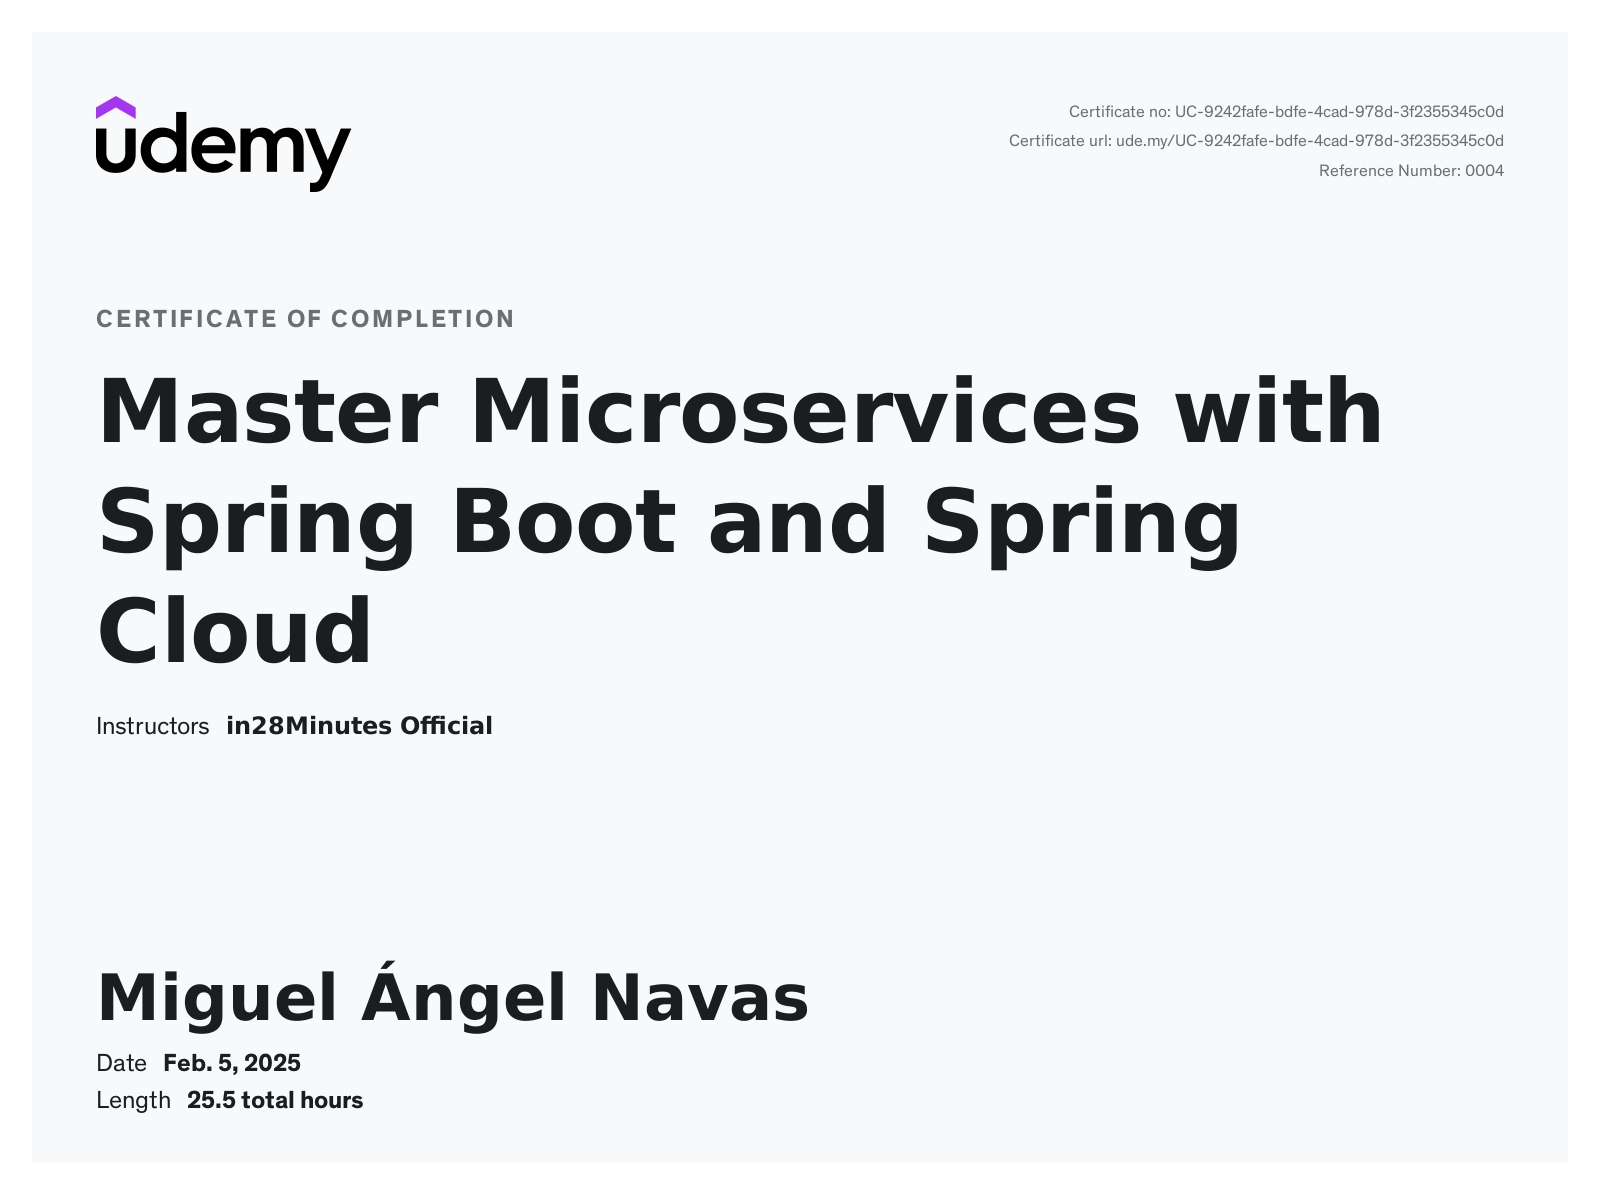 udemy
Certificate no: UC-9242fafe-bdfe-4cad-978d-3f2355345c0d
Certificate url: ude.my/UC-9242fafe-bdfe-4cad-978d-3f2355345c0d
Reference Number: 0004
CERTIFICATE OF COMPLETION
Master Microservices with
Spring Boot and Spring
Cloud
Instructors in28Minutes Official
Miguel Ángel Navas
Date Feb. 5, 2025
Length 25.5 total hours